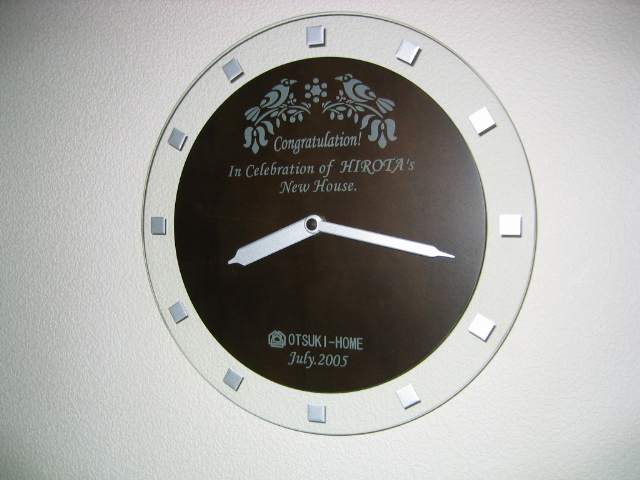 Congratulation!
In Celebration of HIROTA's
New House.
OTSUKI-HOME
July.2005